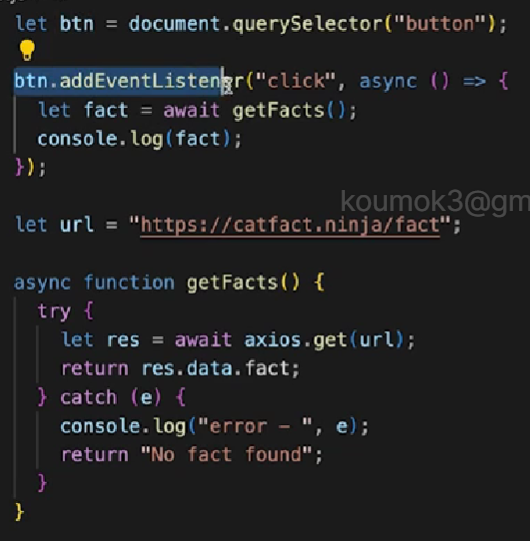 let btn = document.querySelector("button");
btn.addEventListener("click", async () => {
let fact = await getFacts();
console.log(fact);
});
koumok3@gm
let url = "https://catfact.ninja/fact";
async function getFacts() {
try {
let res = await axios.get(url);
return res.data.fact;
} catch (e) {
console.log("error - ", e);
return "No fact found";
}
}